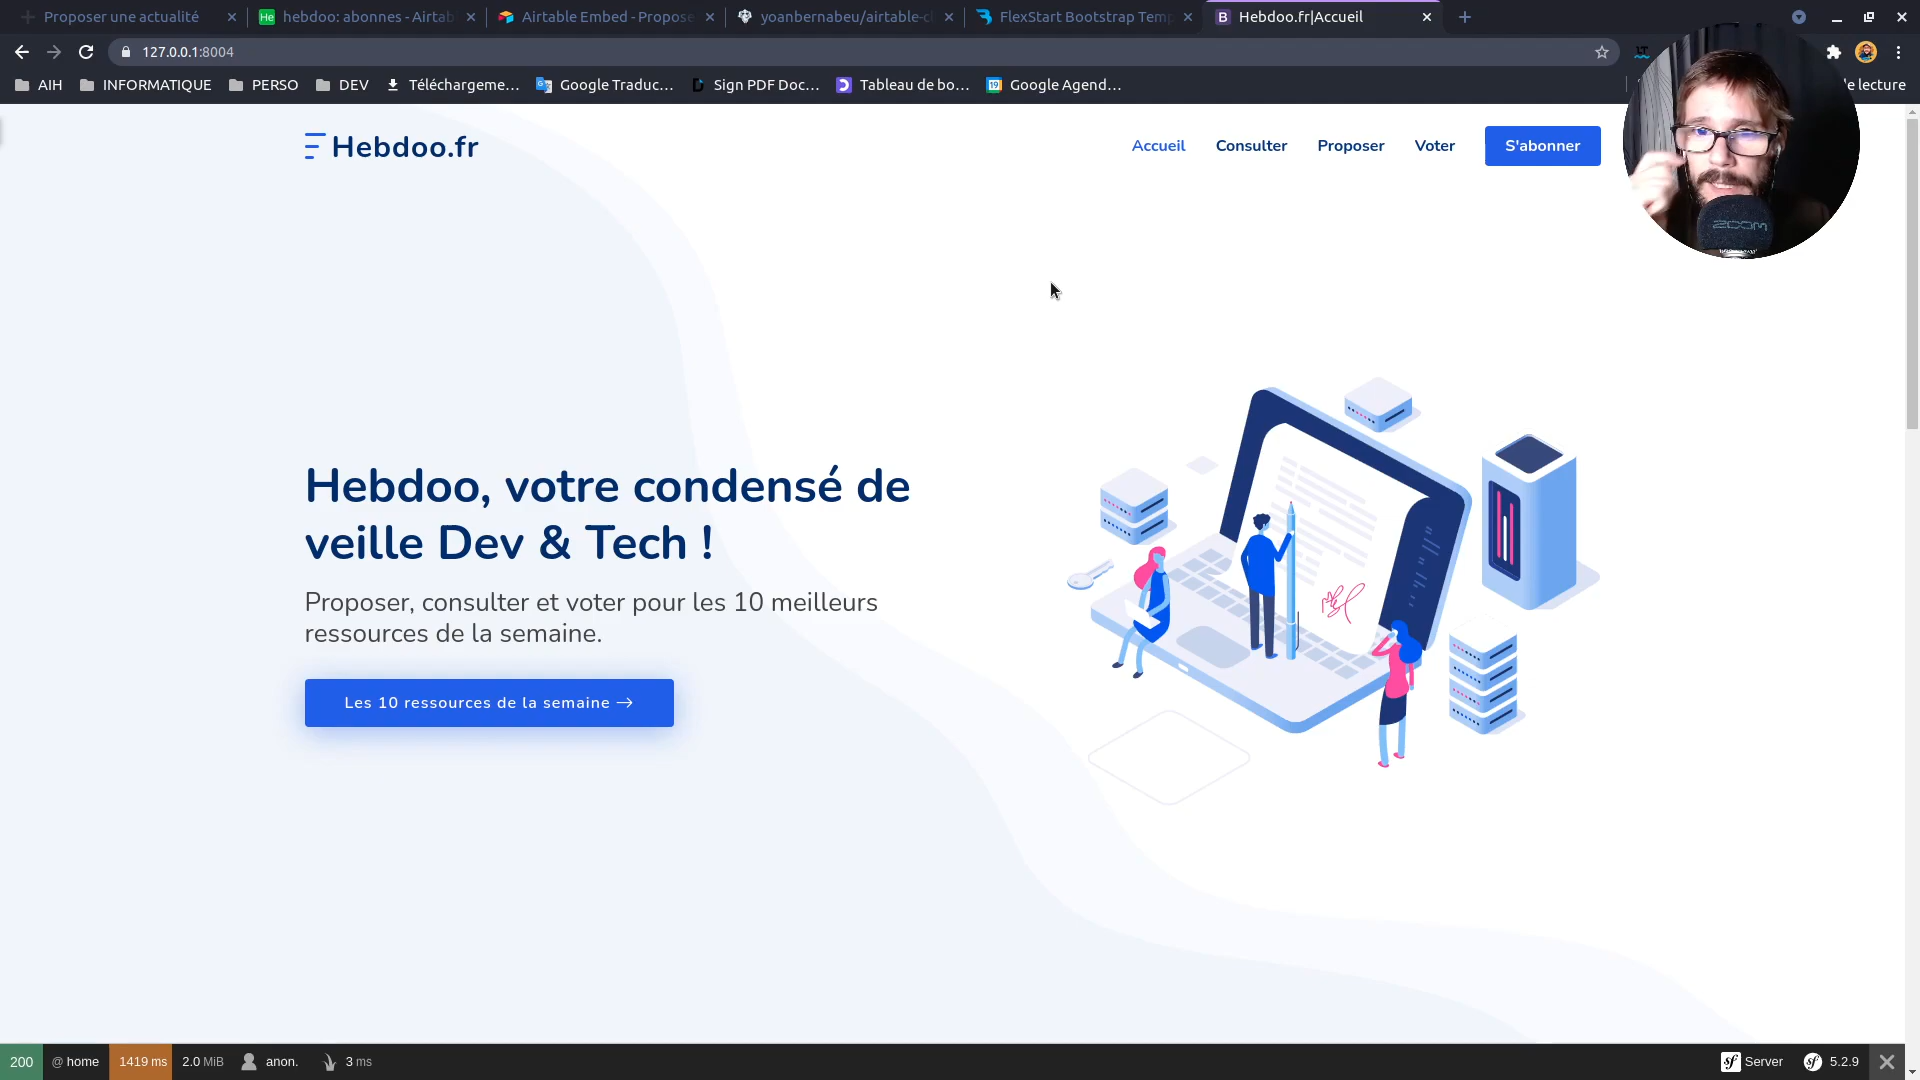 Proposer une actualité
hebdoo: abonnes - Airtab
Airtable Embed - Propose
yoanbernabeu/airtable-cl
FlexStart Bootstrap Temp
Hebdoo.fr|Accueil
127.0.0.1:8004
AIH
INFORMATIQUE
PERSO
DEV
Téléchargeme...
Google Traduc...
Sign PDF Doc...
Tableau de bo...
Google Agend...
de lecture
Hebdoo.fr
Accueil
Consulter
Proposer
Voter
S'abonner
ZOOM
Hebdoo, votre condensé de
veille Dev & Tech !
Proposer, consulter et voter pour les 10 meilleurs
ressources de la semaine.
Les 10 ressources de la semaine →
200 @ home 1419 ms 2.0 MiB anon. 3 ms
Server 5.2.9